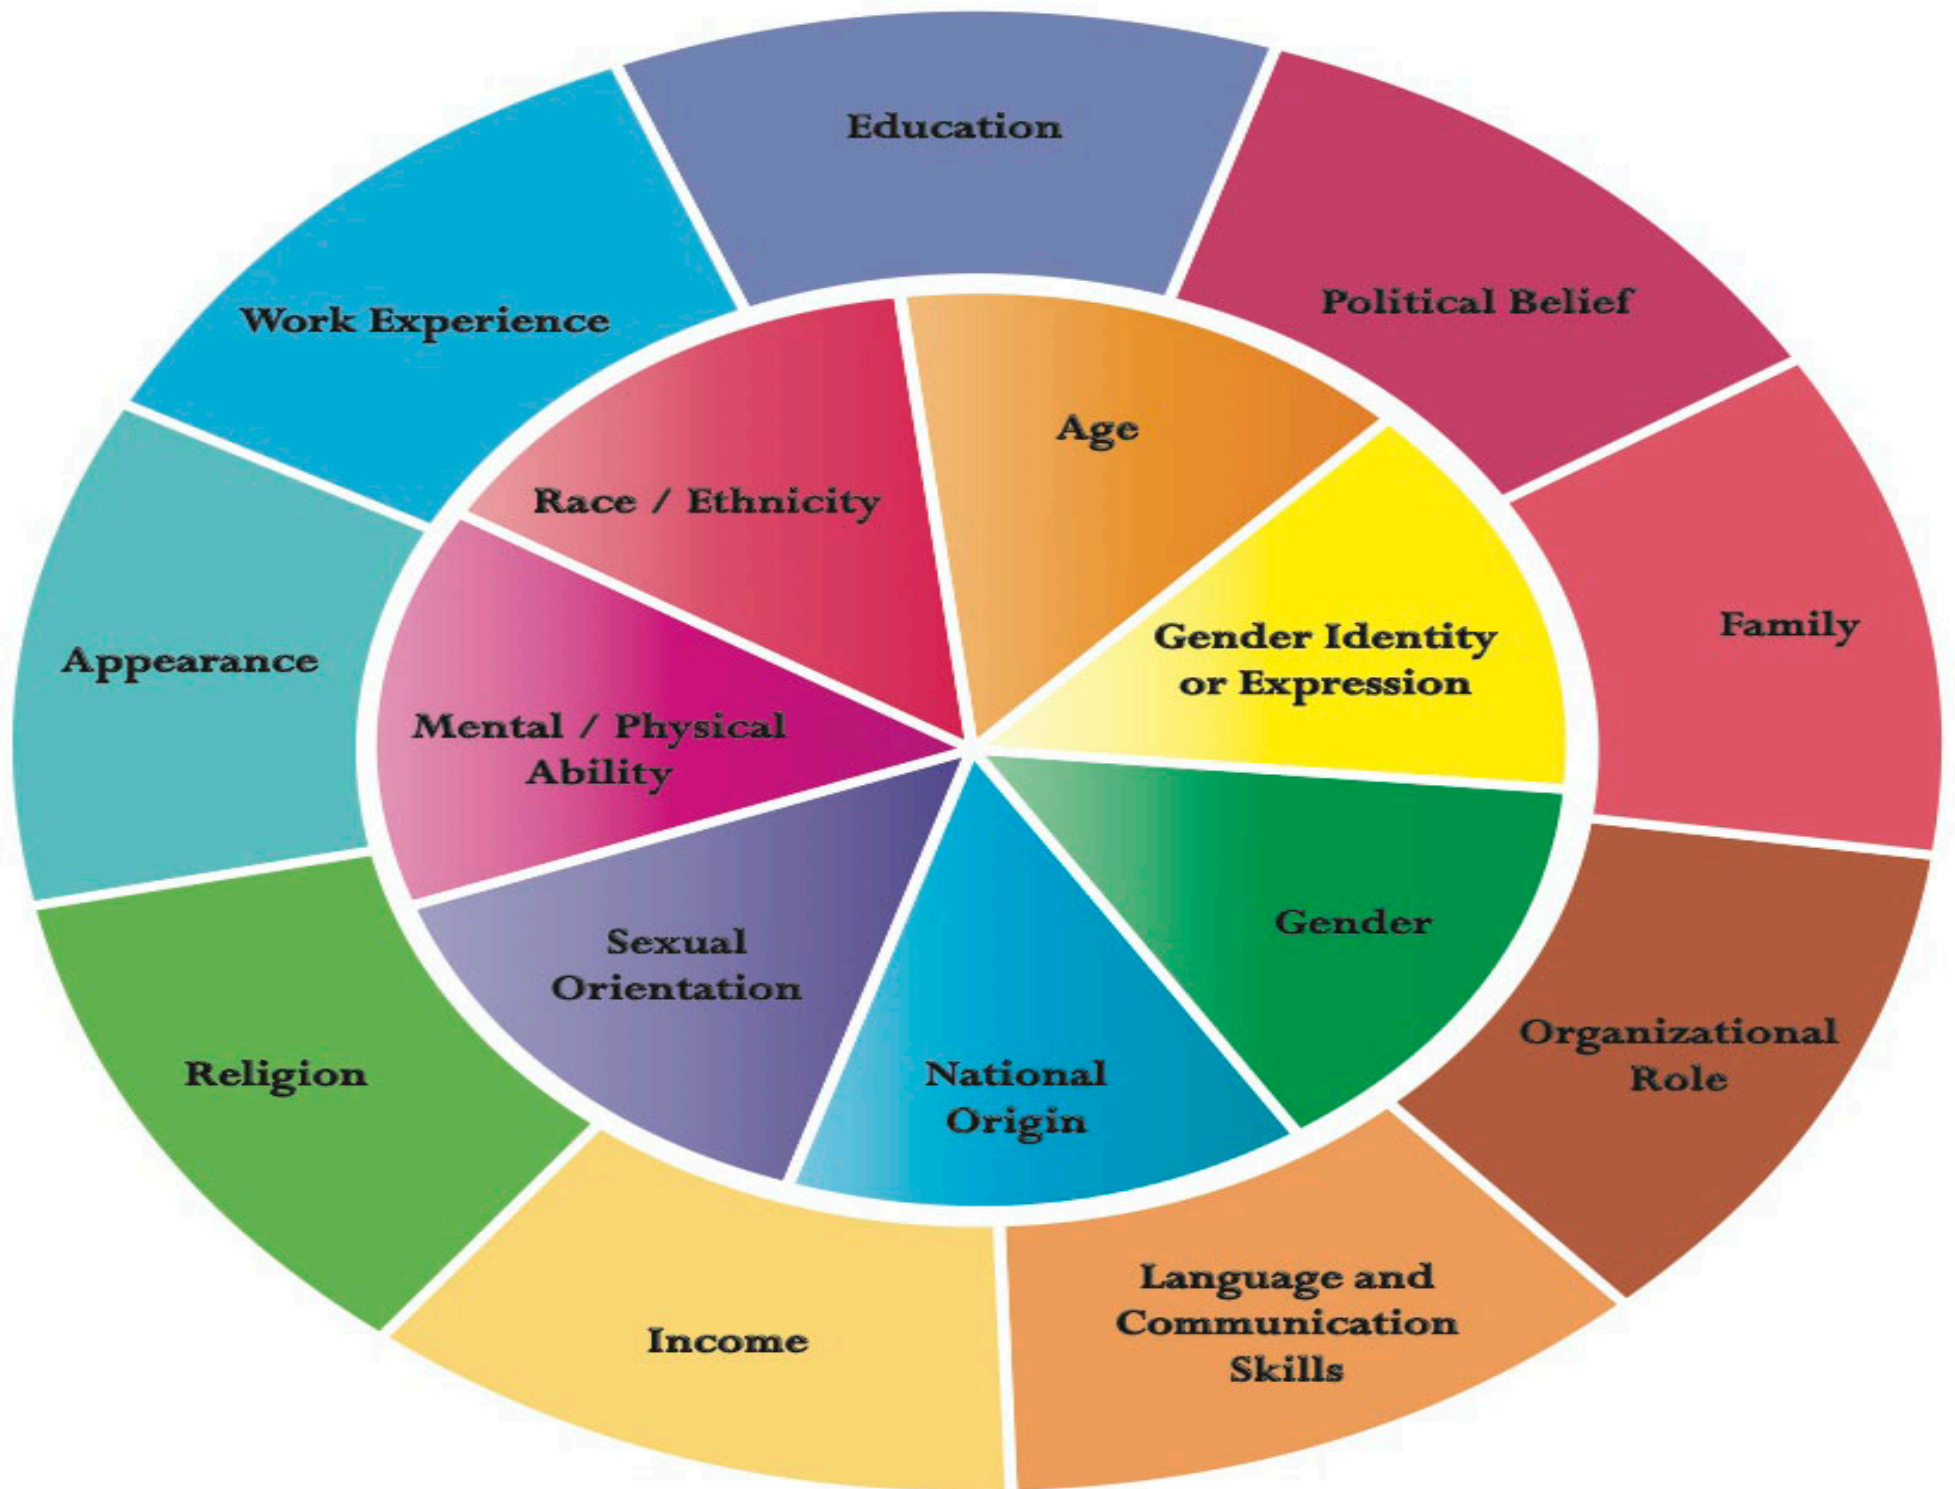 Education
Political Belief
Work Experience
Age
Race / Ethnicity
Family
Gender Identity
or Expression
Appearance
Mental / Physical
Ability
Gender
Sexual
Orientation
Organizational
Role
Religion
National
Origin
Language and
Communication
Skills
Income